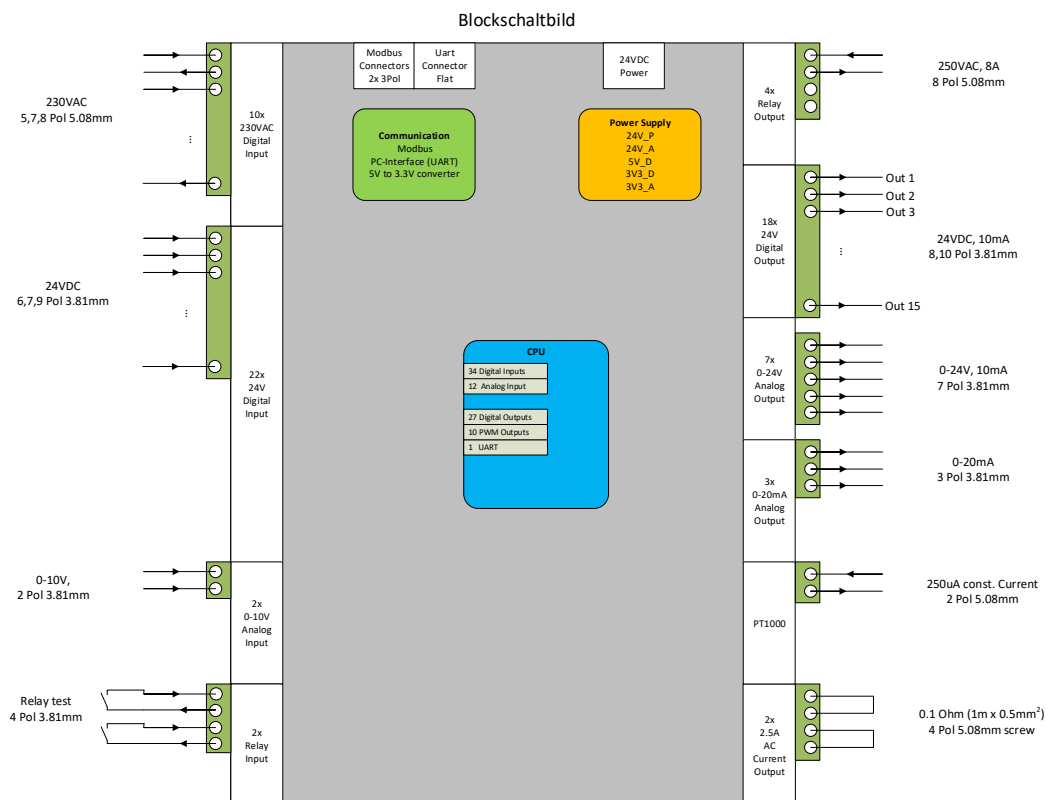 Blockschaltbild
Modbus
Connectors
2x 3Pol
Uart
Connector
Flat
24VDC
Power
230VAC
5,7,8 Pol 5.08mm
...
10x
230VAC
Digital
Input
Communication
Modbus
PC-Interface (UART)
5V to 3.3V converter
Power Supply
24V_P
24V_A
5V_D
3V3_D
3V3_A
4x
Relay
Output
250VAC, 8A
8 Pol 5.08mm
24VDC
6,7,9 Pol 3.81mm
...
22x
24V
Digital
Input
18x
24V
Digital
Output
Out 1
Out 2
Out 3
...
Out 15
24VDC, 10mA
8,10 Pol 3.81mm
CPU
34 Digital Inputs
12 Analog Input
27 Digital Outputs
10 PWM Outputs
1 UART
7x
0-24V
Analog
Output
0-24V, 10mA
7 Pol 3.81mm
3x
0-20mA
Analog
Output
0-20mA
3 Pol 3.81mm
0-10V,
2 Pol 3.81mm
2x
0-10V
Analog
Input
PT1000
250uA const. Current
2 Pol 5.08mm
Relay test
4 Pol 3.81mm
2x
Relay
Input
2x
2.5A
AC
Current
Output
0.1 Ohm (1m x 0.5mm²)
4 Pol 5.08mm screw